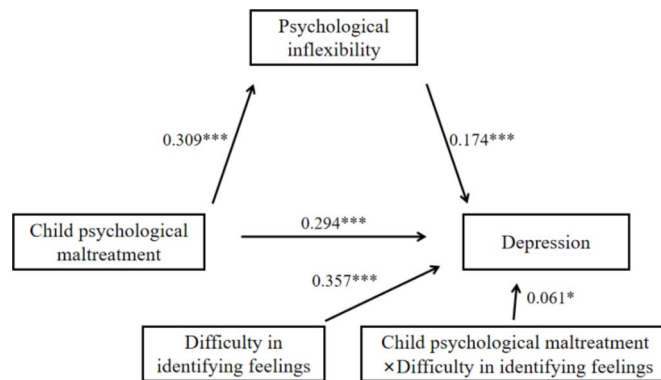 Psychological
inflexibility
0.309***
0.174***
Child psychological
maltreatment
0.294***
Depression
0.357***
0.061*
Difficulty in
identifying feelings
Child psychological maltreatment
×Difficulty in identifying feelings